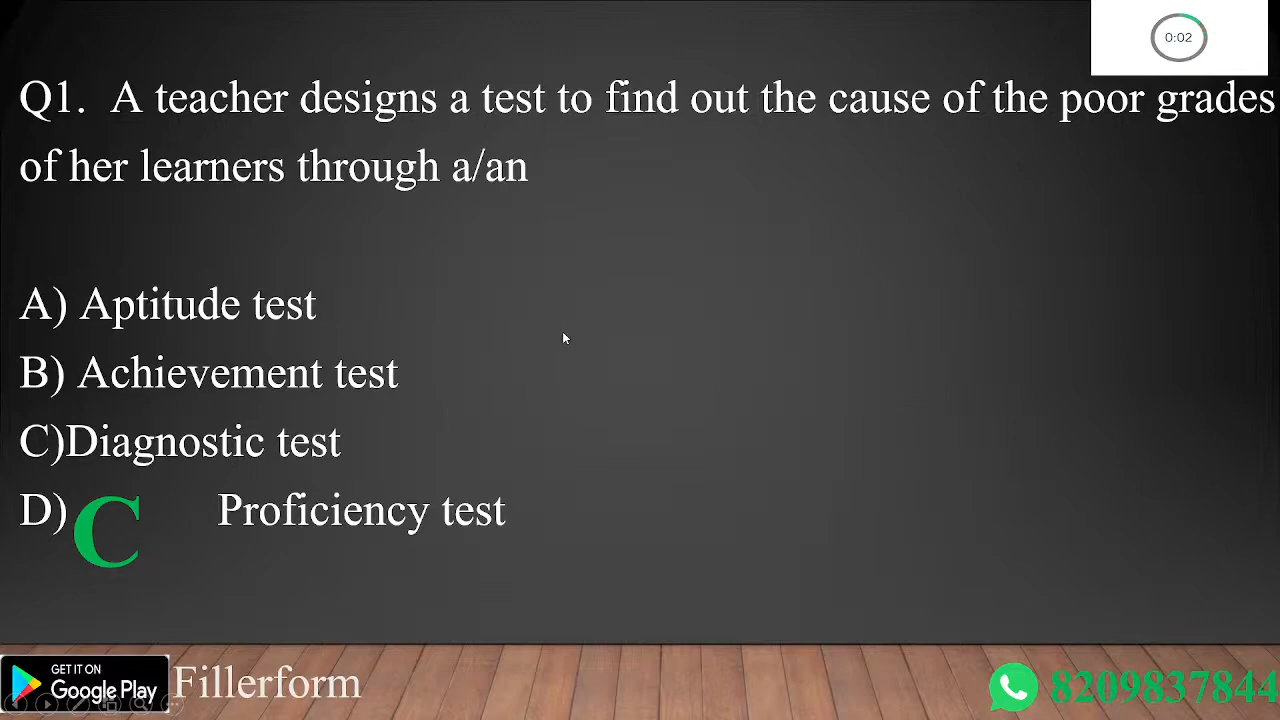 0:02
Q1. A teacher designs a test to find out the cause of the poor grades
of her learners through a/an
A) Aptitude test
B) Achievement test
C)Diagnostic test
D) C Proficiency test
GET IT ON
Google Play
Fillerform
8209837844